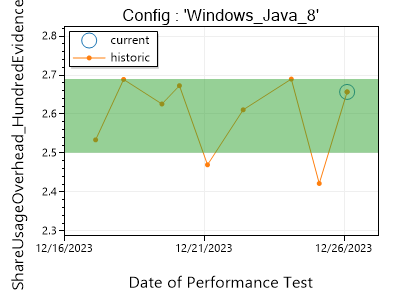 Config : 'Windows_Java_8'
ShareUsageOverhead_HundredEvidence
current
historic
2.8
2.7
2.6
2.5
2.4
2.3
12/16/2023 12/21/2023 12/26/2023
Date of Performance Test